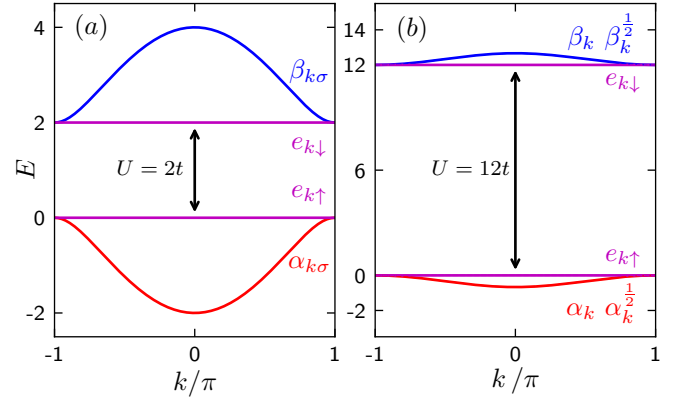 (a)
4
2
0
-2
E
β_{kσ}
e_{k↓}
U = 2t
e_{k↑}
α_{kσ}
-1 0 1
k/π
(b)
14
12
6
0
-2
β_k β_k^{1/2}
e_{k↓}
U = 12t
e_{k↑}
α_k α_k^{1/2}
-1 0 1
k/π